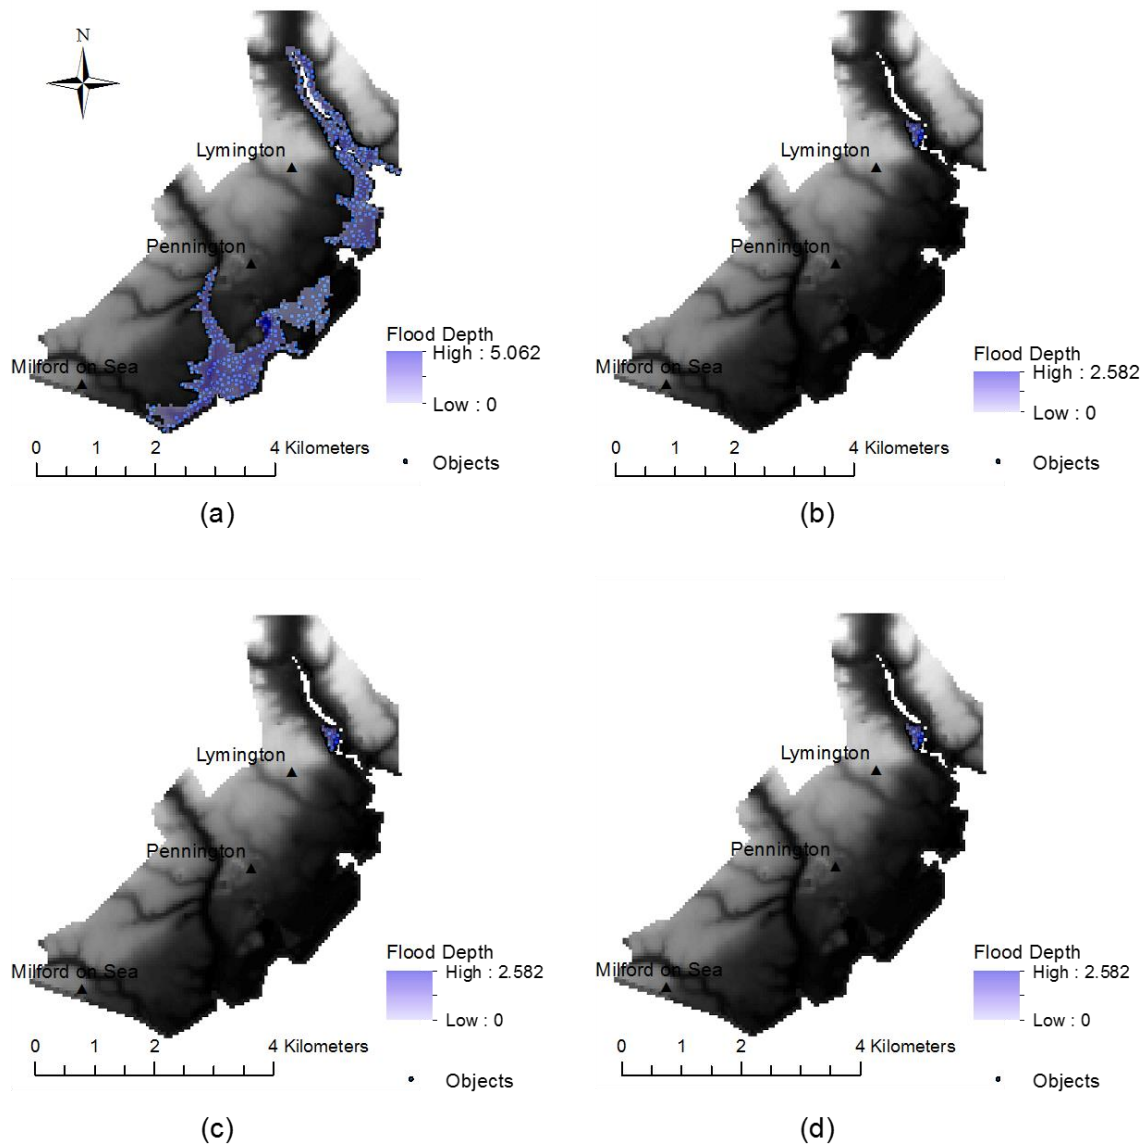 N
Lymington
Pennington
Milford on Sea
Flood Depth
High : 5.062
Low : 0
0 1 2 4 Kilometers
Objects
(a)
Lymington
Pennington
Milford on Sea
Flood Depth
High : 2.582
Low : 0
0 1 2 4 Kilometers
Objects
(b)
Lymington
Pennington
Milford on Sea
Flood Depth
High : 2.582
Low : 0
0 1 2 4 Kilometers
Objects
(c)
Lymington
Pennington
Milford on Sea
Flood Depth
High : 2.582
Low : 0
0 1 2 4 Kilometers
Objects
(d)